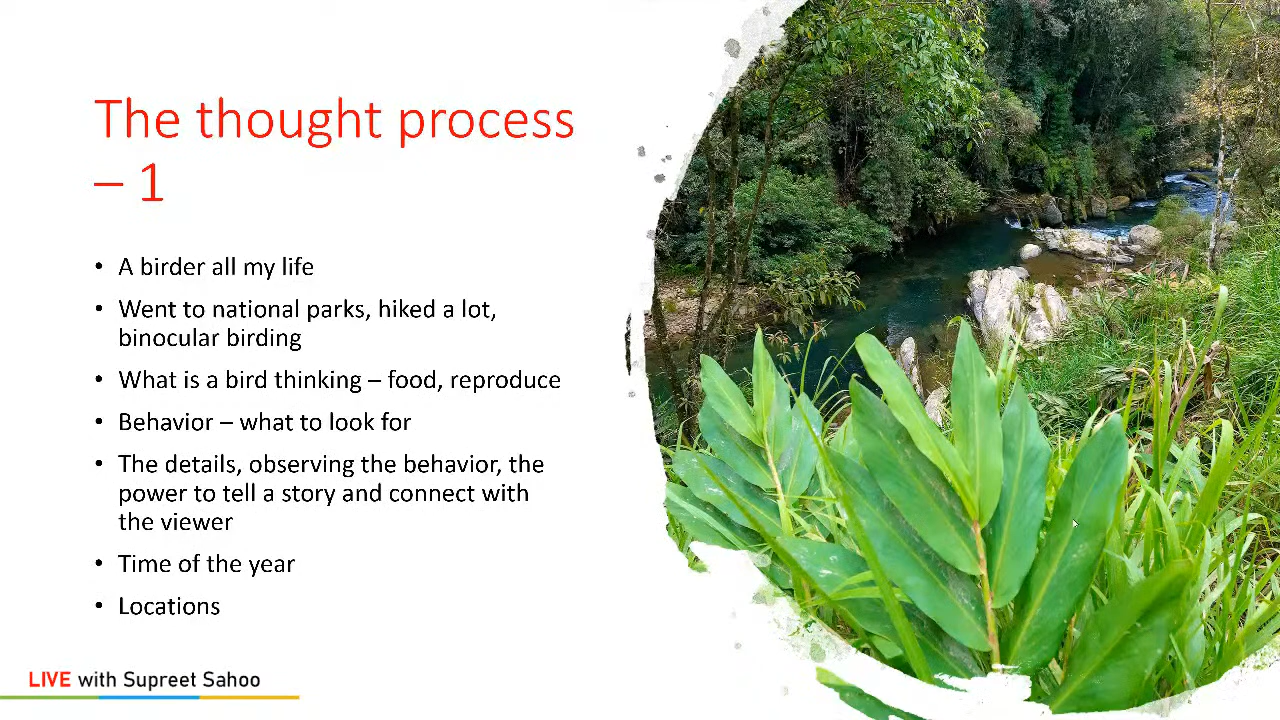 The thought process
– 1
• A birder all my life
• Went to national parks, hiked a lot,
binocular birding
• What is a bird thinking – food, reproduce
• Behavior – what to look for
• The details, observing the behavior, the
power to tell a story and connect with
the viewer
• Time of the year
• Locations
LIVE with Supreet Sahoo